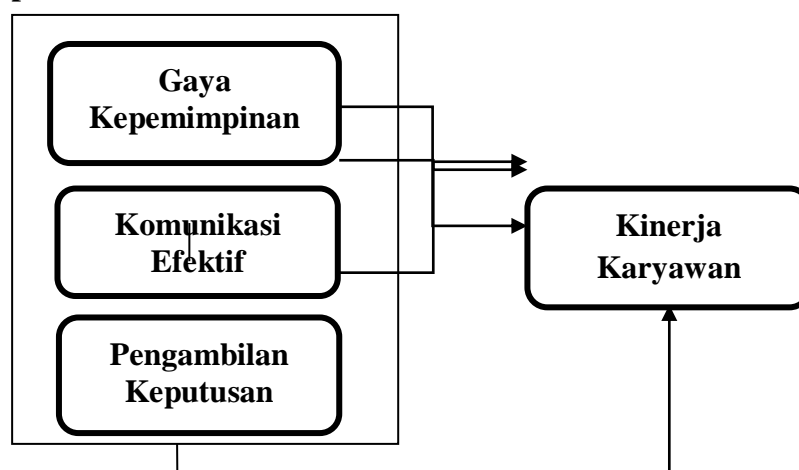 Gaya
Kepemimpinan
Komunikasi
Efektif
Pengambilan
Keputusan
Kinerja
Karyawan